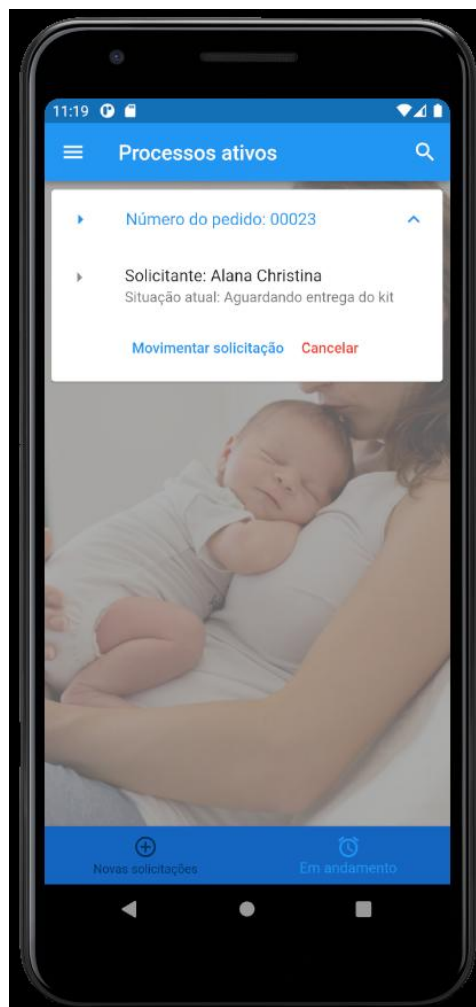 11:19
Processos ativos
Número do pedido: 00023
Solicitante: Alana Christina
Situação atual: Aguardando entrega do kit
Movimentar solicitação Cancelar
Novas solicitações Em andamento